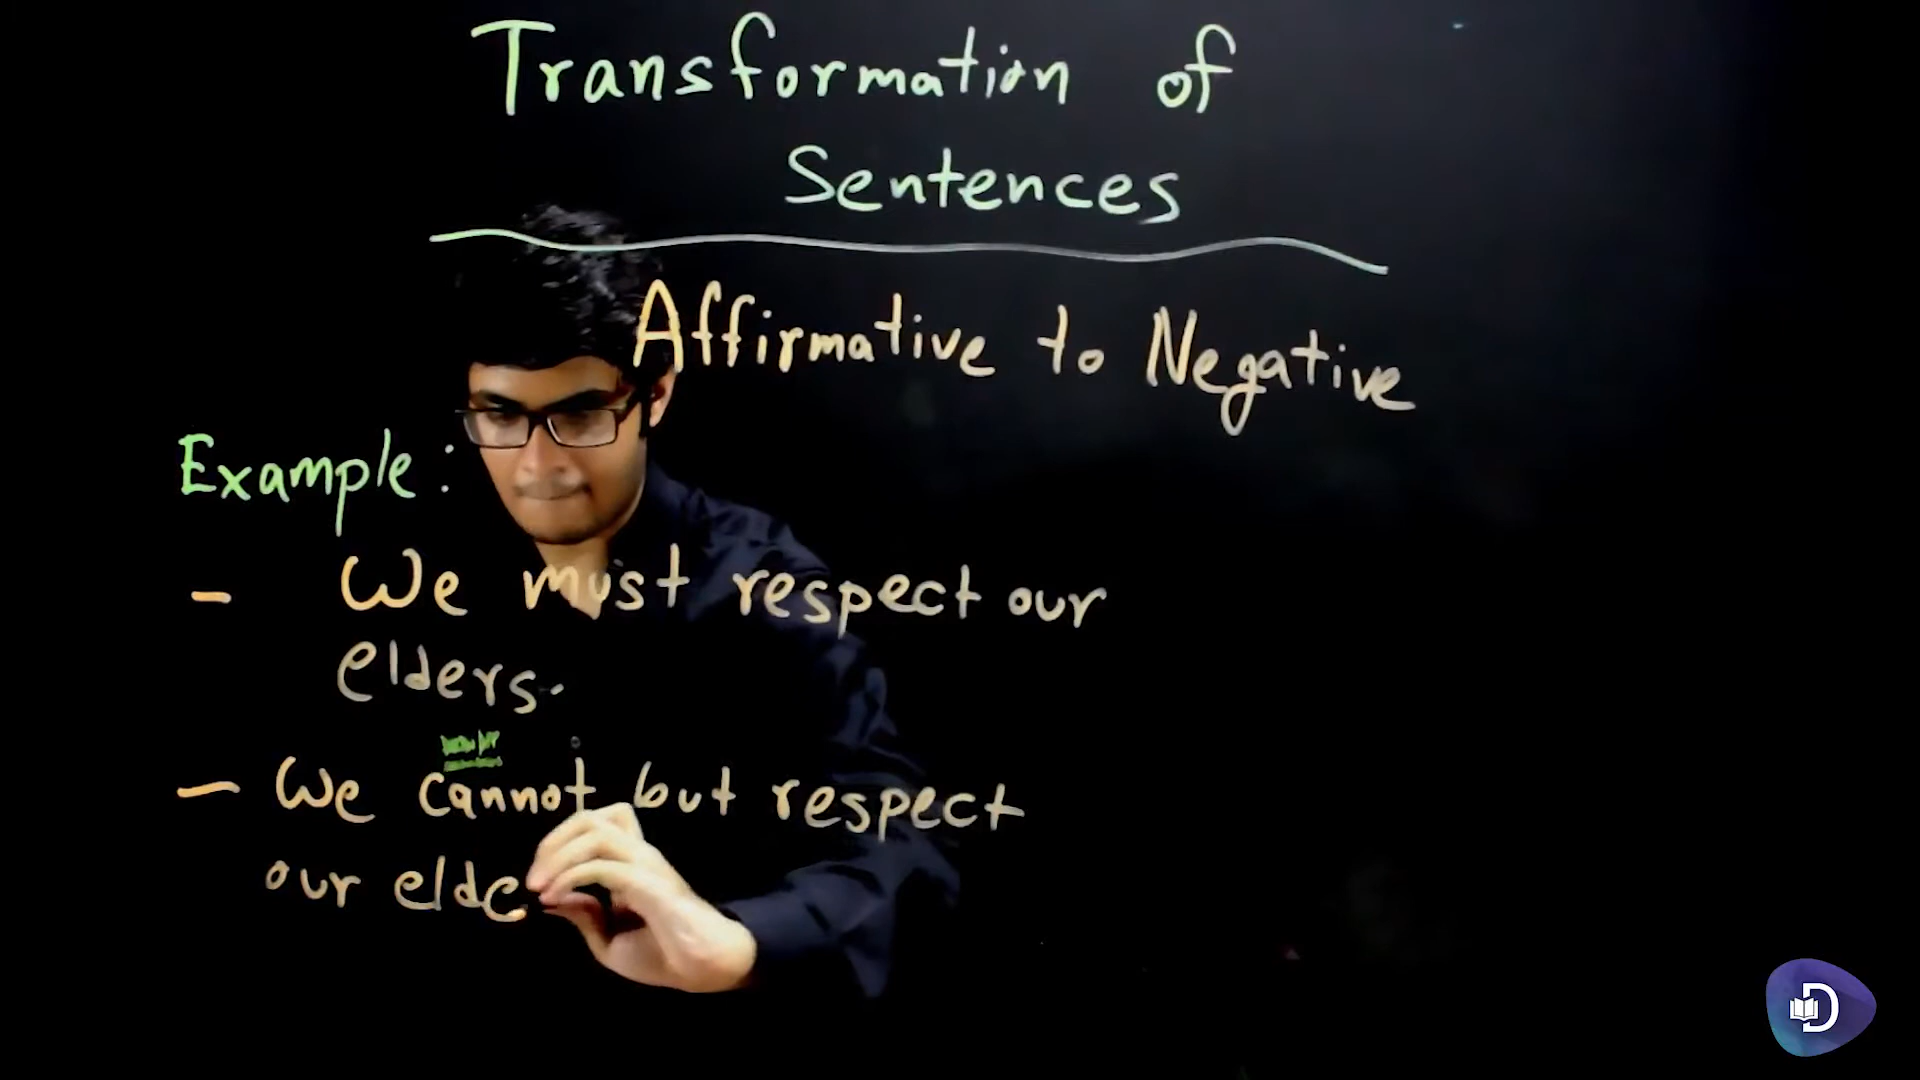 Transformation of
Sentences
Affirmative to Negative
Example :
- We must respect our
elders.
- We cannot but respect
our elde
D